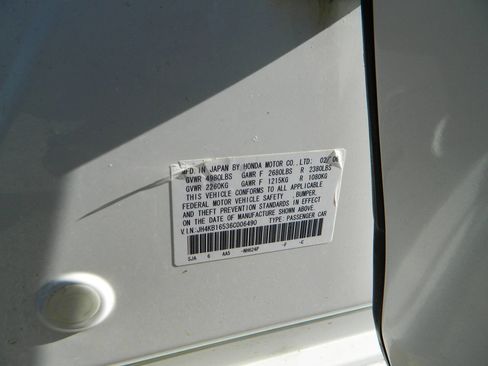 MFD. IN JAPAN BY HONDA MOTOR CO.,LTD: 02/06
GVWR 4980LBS GAWR F 2680LBS R 2380LBS
GVWR 2260KG GAWR F 1215KG R 1080KG
THIS VEHICLE CONFORMS TO ALL APPLICABLE
FEDERAL MOTOR VEHICLE SAFETY ,BUMPER,
AND THEFT PREVENTION STANDARDS IN EFFECT
ON THE DATE OF MANUFACTURE SHOWN ABOVE.
V.I.N:JH4KB16536C006490 TYPE: PASSENGER CAR
SJA 6 AA5 -NH624P -F -E